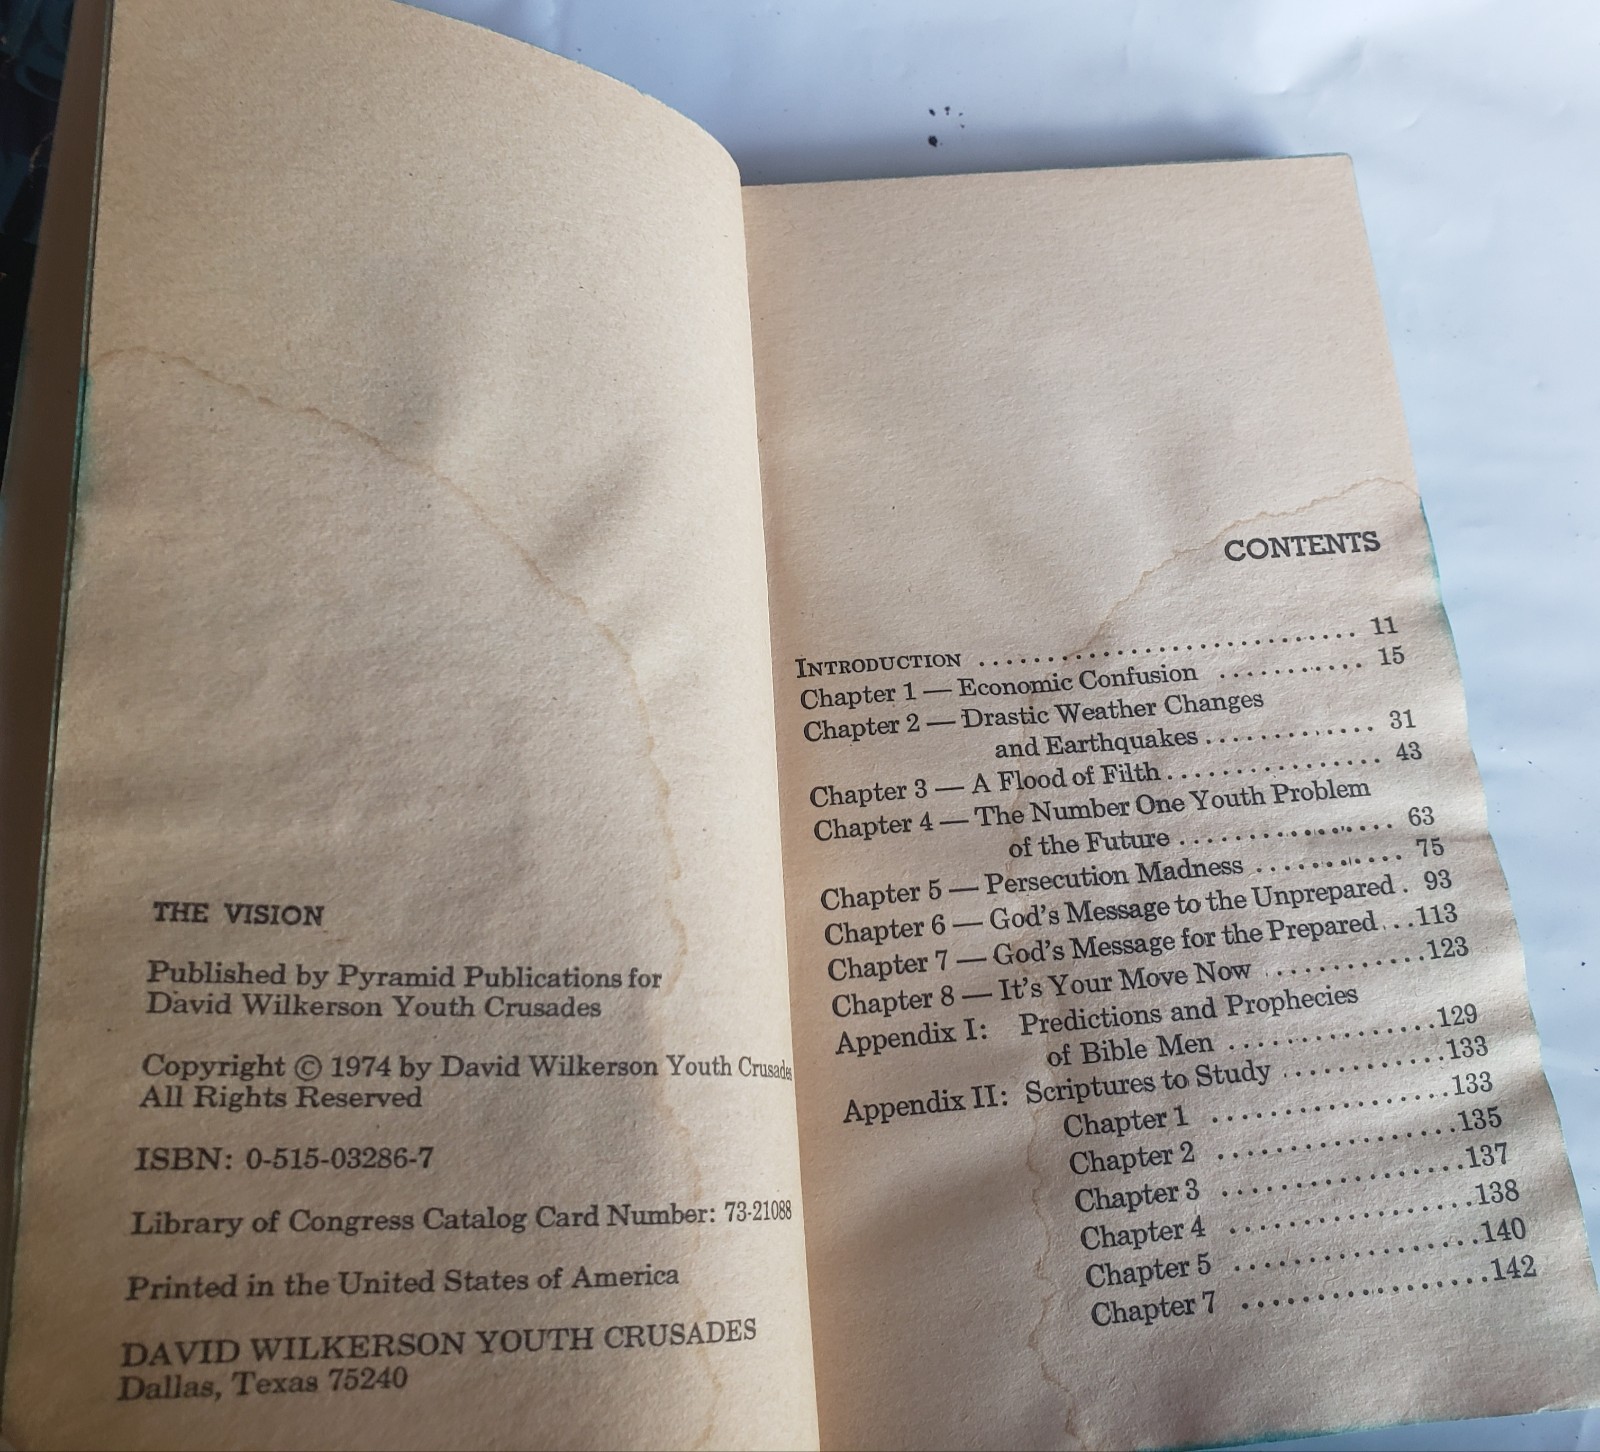 THE VISION
Published by Pyramid Publications for
David Wilkerson Youth Crusades
Copyright © 1974 by David Wilkerson Youth Crusades
All Rights Reserved
ISBN: 0-515-03286-7
Library of Congress Catalog Card Number: 73-21088
Printed in the United States of America
DAVID WILKERSON YOUTH CRUSADES
Dallas, Texas 75240
CONTENTS
INTRODUCTION ............................ 11
Chapter 1 — Economic Confusion ............ 15
Chapter 2 — Drastic Weather Changes
and Earthquakes ............. 31
Chapter 3 — A Flood of Filth ................ 43
Chapter 4 — The Number One Youth Problem
of the Future ................ 63
Chapter 5 — Persecution Madness ........... 75
Chapter 6 — God's Message to the Unprepared . 93
Chapter 7 — God's Message for the Prepared ...113
Chapter 8 — It's Your Move Now ............123
Appendix I: Predictions and Prophecies
of Bible Men ...............129
Appendix II: Scriptures to Study ............133
Chapter 1 .................133
Chapter 2 .................135
Chapter 3 .................137
Chapter 4 .................138
Chapter 5 .................140
Chapter 7 .................142